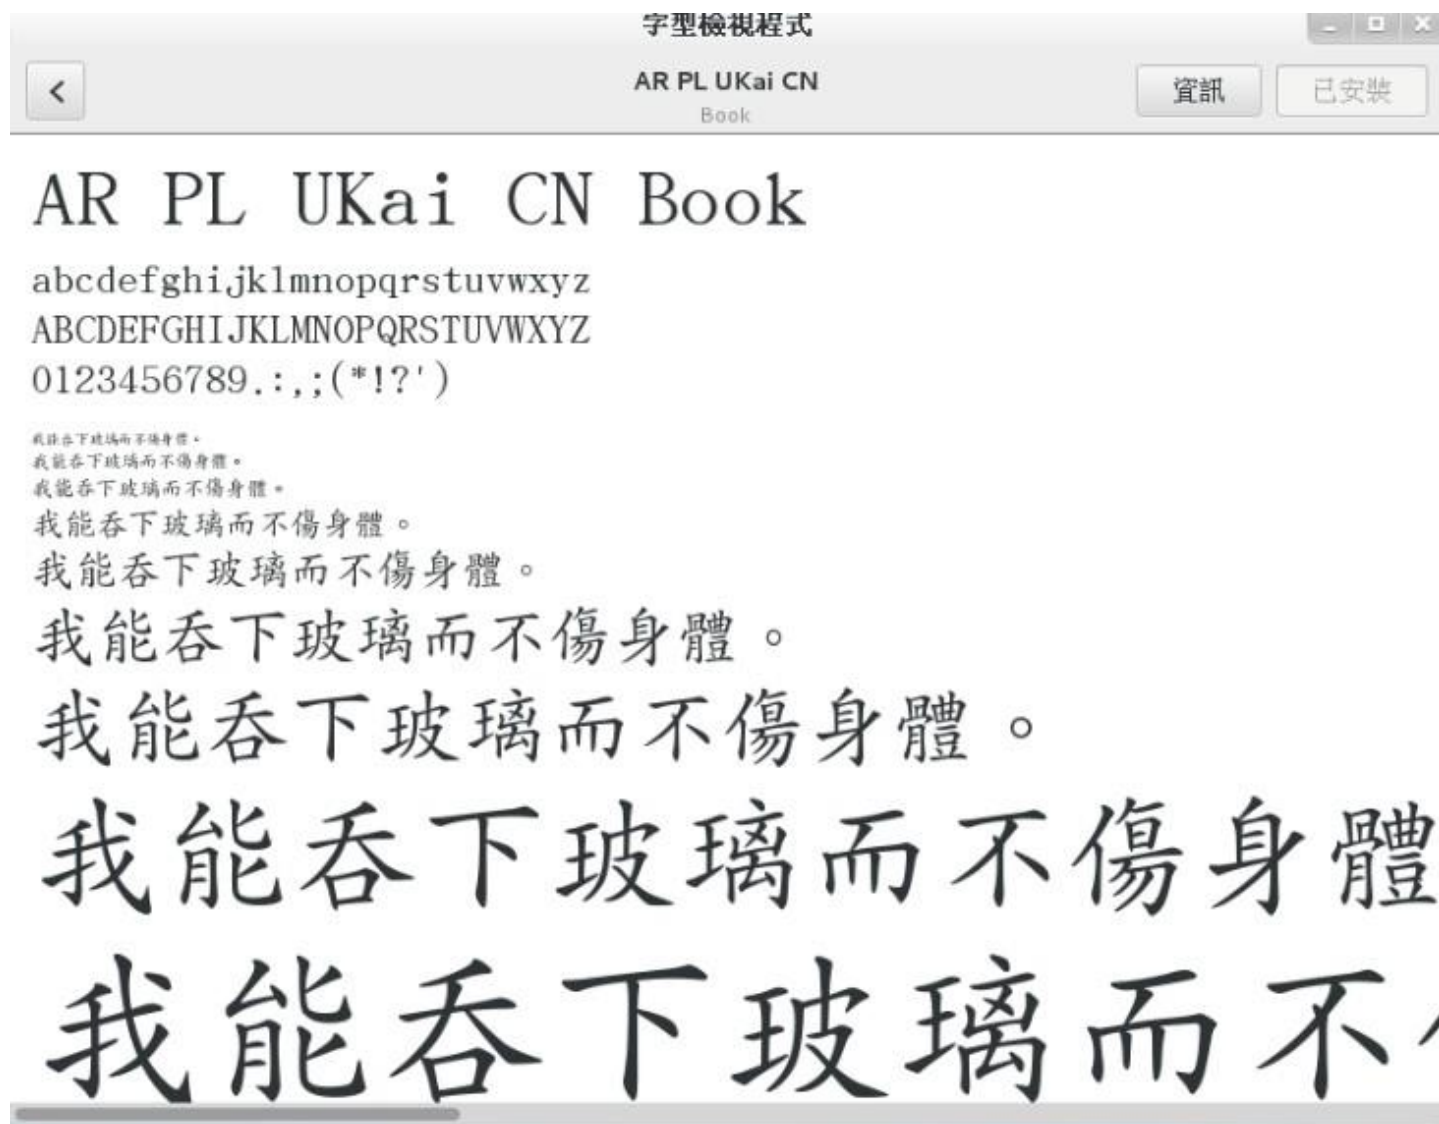 字型檢視程式
AR PL UKai CN
Book
資訊
已安裝
AR PL UKai CN Book
abcdefghijklmnopqrstuvwxyz
ABCDEFGHIJKLMNOPQRSTUVWXYZ
0123456789.:,;(*!?')
我能吞下玻璃而不傷身體。
我能吞下玻璃而不傷身體。
我能吞下玻璃而不傷身體。
我能吞下玻璃而不傷身體。
我能吞下玻璃而不傷身體。
我能吞下玻璃而不傷身體。
我能吞下玻璃而不傷身體。
我能吞下玻璃而不傷身體
我能吞下玻璃而不